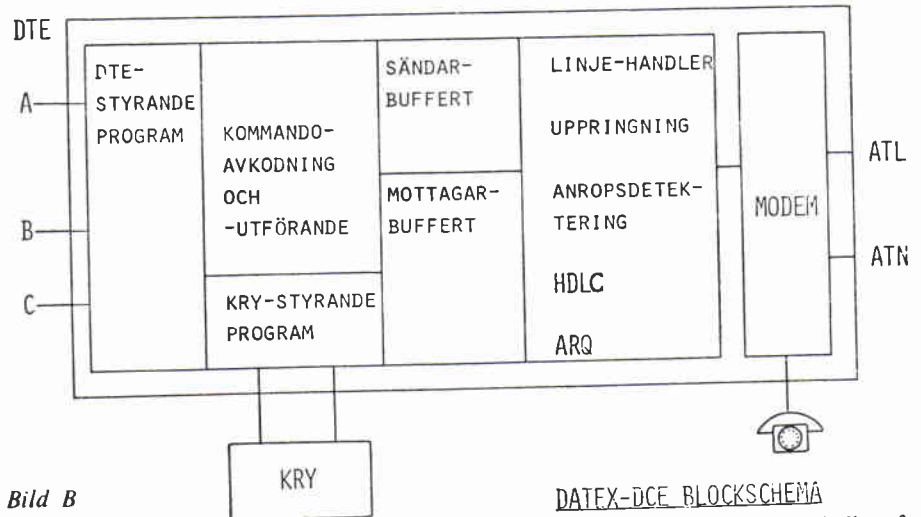 DTE
A
B
C
DTE-
STYRANDE
PROGRAM
KOMMANDO-
AVKODNING
OCH
-UTFÖRANDE
KRY-STYRANDE
PROGRAM
SÄNDAR-
BUFFERT
MOTTAGAR-
BUFFERT
LINJE-HANDLER
UPPRINGNING
ANROPSDETEK-
TERING
HDLC
ARQ
MODEM
ATL
ATN
KRY
Bild B
DATEX-DCE BLOCKSCHEMA